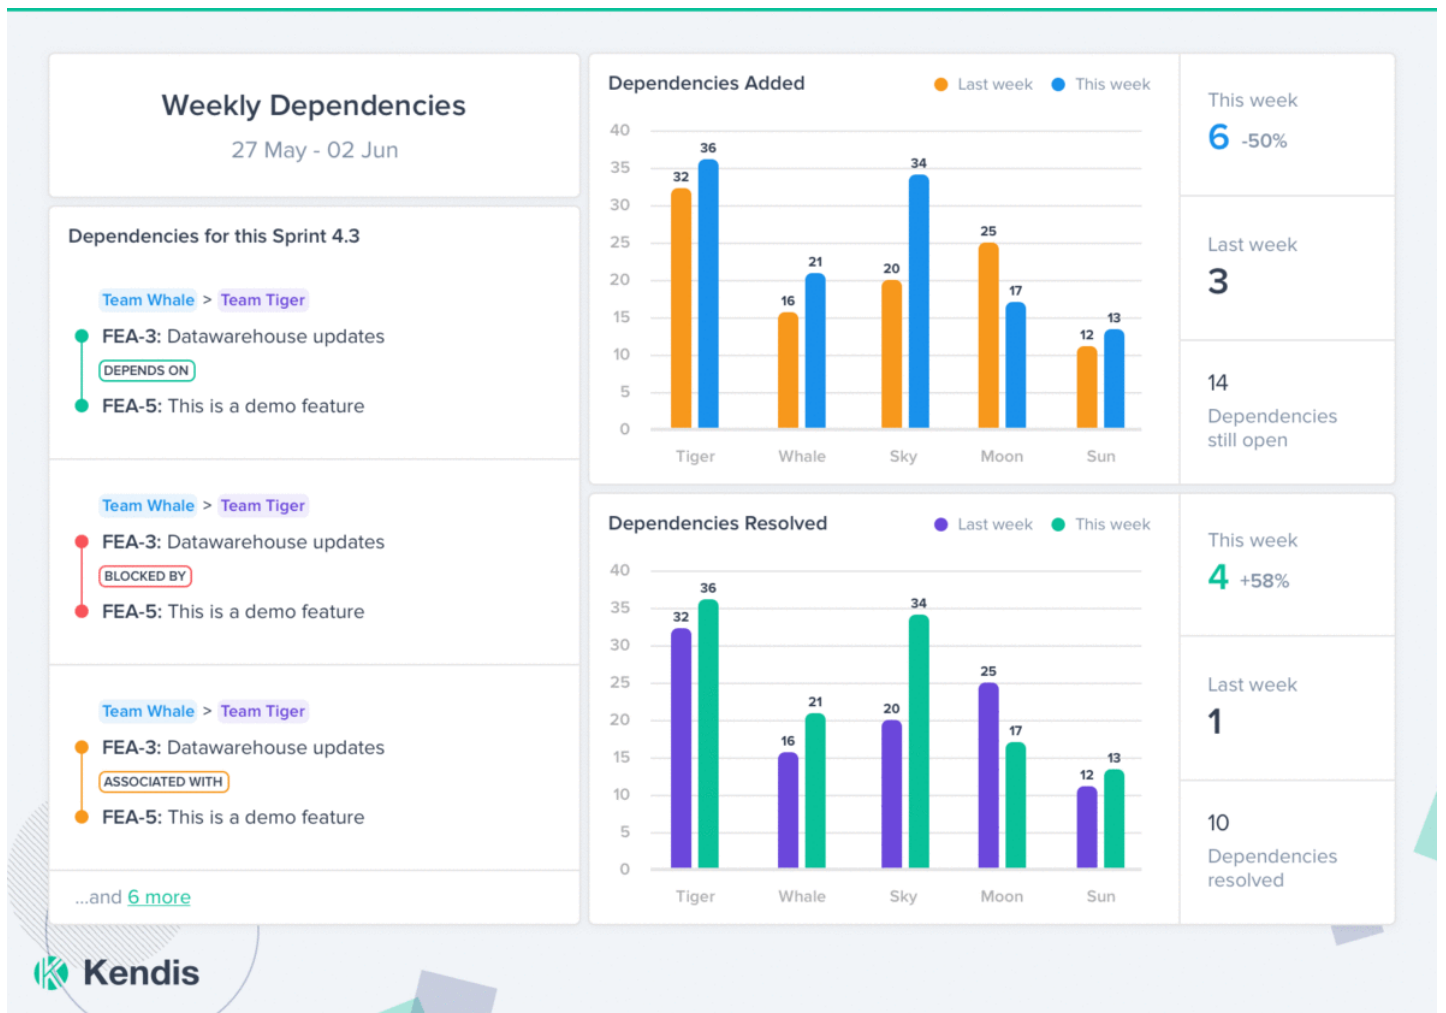 Weekly Dependencies
27 May - 02 Jun
Dependencies for this Sprint 4.3
Team Whale > Team Tiger
FEA-3: Datawarehouse updates
DEPENDS ON
FEA-5: This is a demo feature
Team Whale > Team Tiger
FEA-3: Datawarehouse updates
BLOCKED BY
FEA-5: This is a demo feature
Team Whale > Team Tiger
FEA-3: Datawarehouse updates
ASSOCIATED WITH
FEA-5: This is a demo feature
...and 6 more
Dependencies Added
Last week This week
40
35
30
25
20
15
10
5
0
32 36
16 21
20 34
25 17
12 13
Tiger Whale Sky Moon Sun
This week
6 -50%
Last week
3
14
Dependencies
still open
Dependencies Resolved
Last week This week
40
35
30
25
20
15
10
5
0
32 36
16 21
20 34
25 17
12 13
Tiger Whale Sky Moon Sun
This week
4 +58%
Last week
1
10
Dependencies
resolved
Kendis